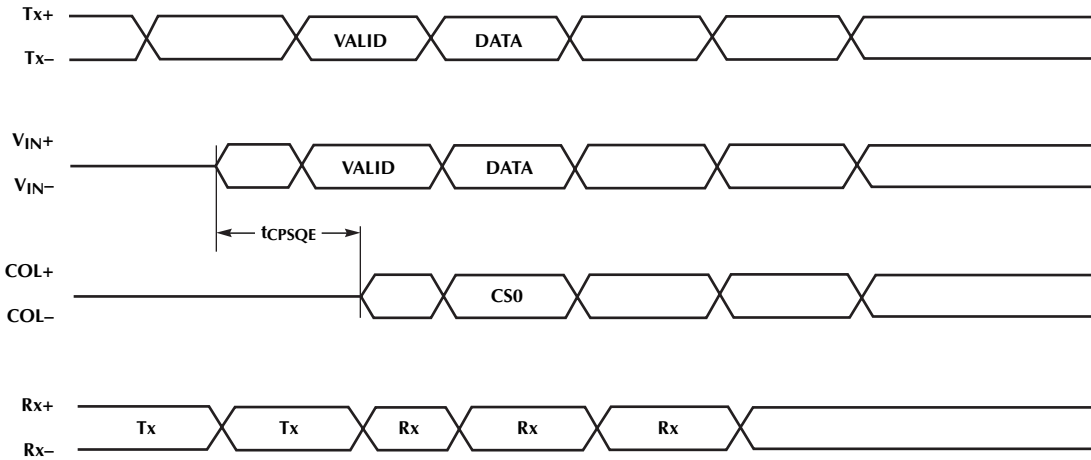 Tx+
Tx–
VALID DATA
VIN+
VIN–
VALID DATA
tCPSQE
COL+
COL–
CS0
Rx+
Rx–
Tx Tx Rx Rx Rx